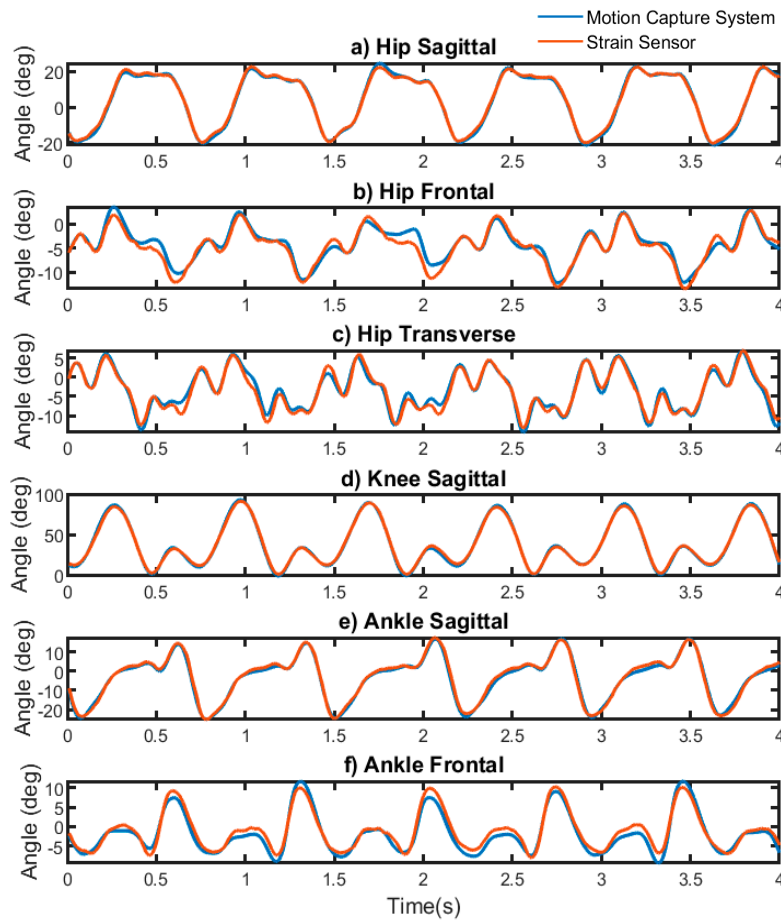 Motion Capture System
Strain Sensor
a) Hip Sagittal
Angle (deg)
20
0
-20
0 0.5 1 1.5 2 2.5 3 3.5 4
b) Hip Frontal
Angle (deg)
0
-5
-10
0 0.5 1 1.5 2 2.5 3 3.5 4
c) Hip Transverse
Angle (deg)
5
0
-5
-10
0 0.5 1 1.5 2 2.5 3 3.5 4
d) Knee Sagittal
Angle (deg)
100
50
0
0 0.5 1 1.5 2 2.5 3 3.5 4
e) Ankle Sagittal
Angle (deg)
10
0
-10
-20
0 0.5 1 1.5 2 2.5 3 3.5 4
f) Ankle Frontal
Angle (deg)
10
5
0
-5
0 0.5 1 1.5 2 2.5 3 3.5 4
Time(s)